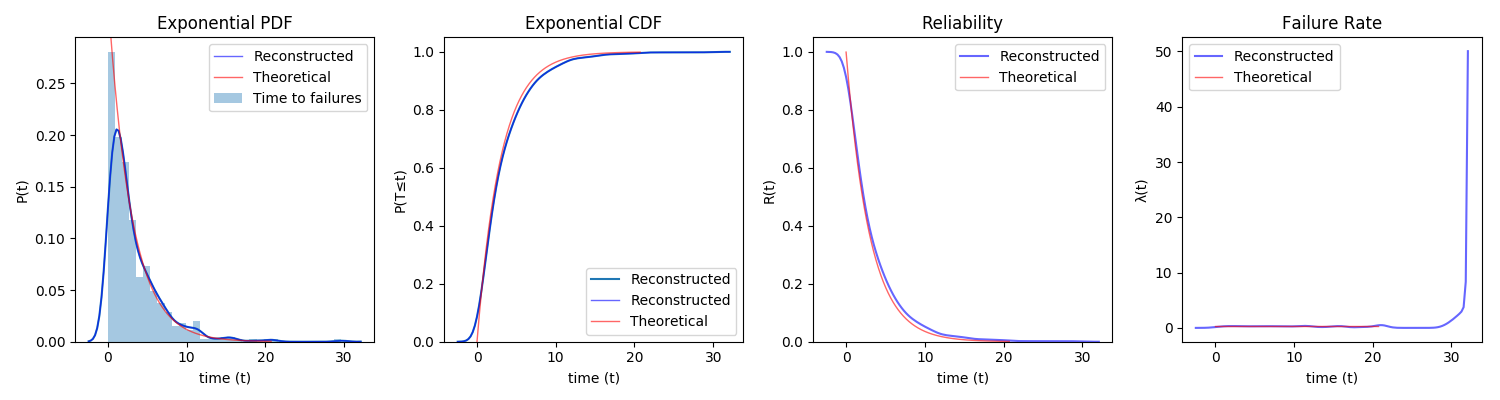 Exponential PDF
P(t)
0.25
0.20
0.15
0.10
0.05
0.00
0 10 20 30
time (t)
Reconstructed
Theoretical
Time to failures
Exponential CDF
P(T≤t)
1.0
0.8
0.6
0.4
0.2
0.0
0 10 20 30
time (t)
Reconstructed
Reconstructed
Theoretical
Reliability
R(t)
1.0
0.8
0.6
0.4
0.2
0.0
0 10 20 30
time (t)
Reconstructed
Theoretical
Failure Rate
λ(t)
50
40
30
20
10
0
0 10 20 30
time (t)
Reconstructed
Theoretical